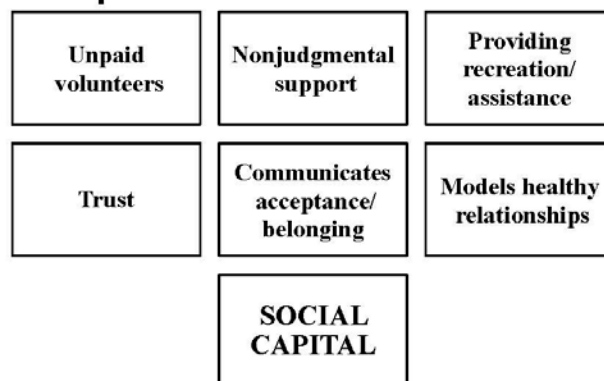 Unpaid
volunteers
Nonjudgmental
support
Providing
recreation/
assistance
Trust
Communicates
acceptance/
belonging
Models healthy
relationships
SOCIAL
CAPITAL